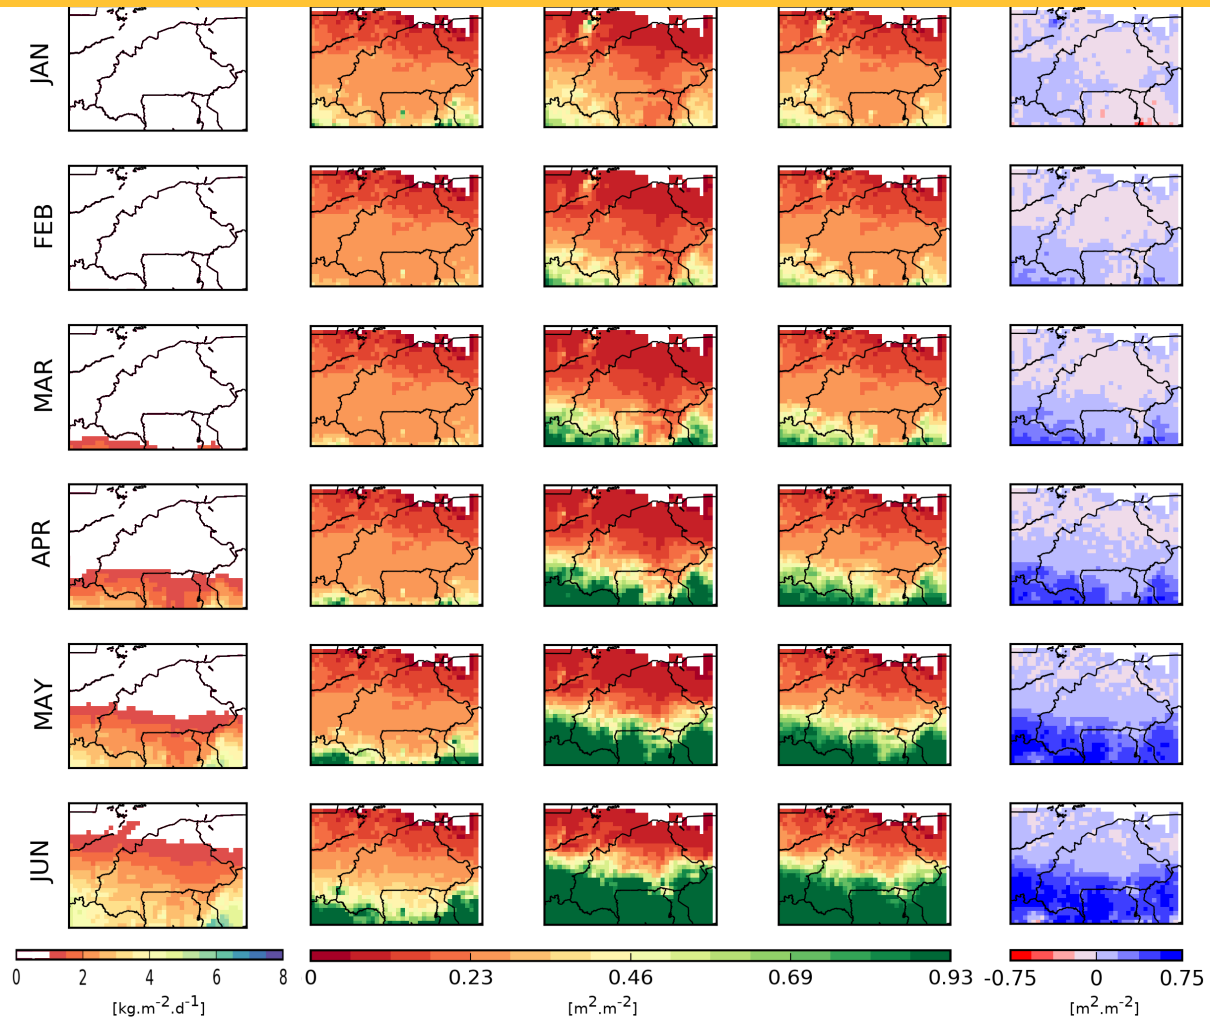 JAN
FEB
MAR
APR
MAY
JUN
0 2 4 6 8
[kg.m⁻².d⁻¹]
0 0.23 0.46 0.69 0.93
[m².m⁻²]
-0.75 0 0.75
[m².m⁻²]